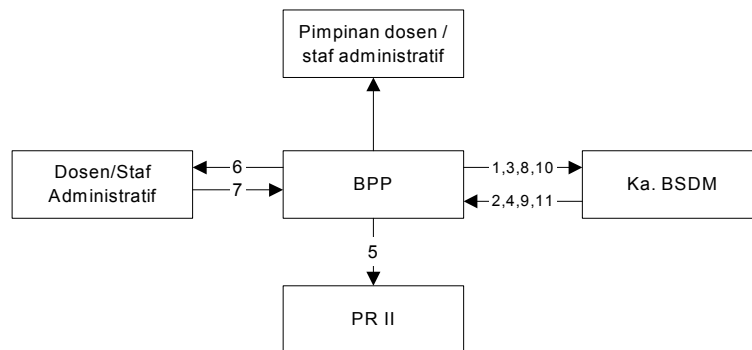 Pimpinan dosen /
staf administratif
Dosen/Staf
Administratif
6
7
BPP
1,3,8,10
2,4,9,11
Ka. BSDM
5
PR II